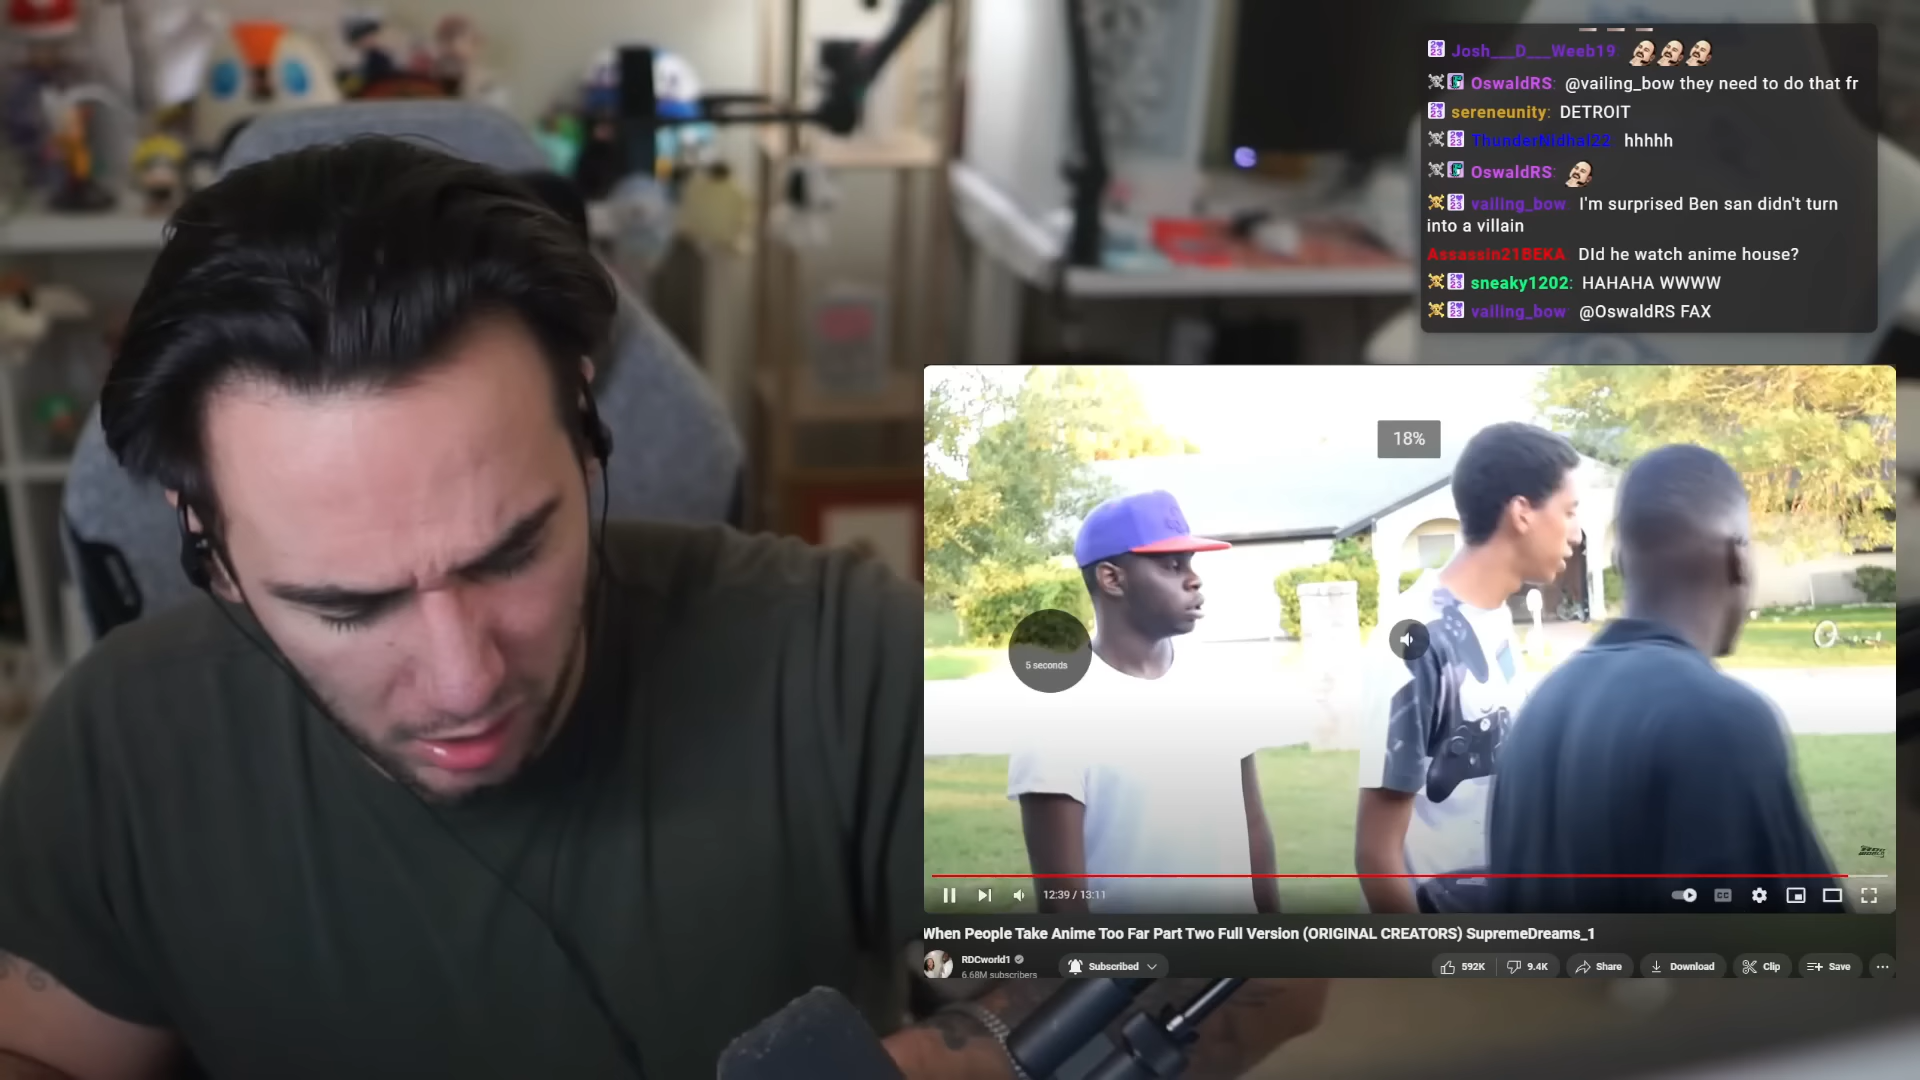 Josh___D___Weeb19:
OswaldRS: @vailing_bow they need to do that fr
sereneunity: DETROIT
ThunderNidhal22: hhhhh
OswaldRS:
vailing_bow: I'm surprised Ben san didn't turn
into a villain
Assassin21BEKA: DId he watch anime house?
sneaky1202: HAHAHA WWWW
vailing_bow: @OswaldRS FAX
18%
5 seconds
12:39 / 13:11
CC
When People Take Anime Too Far Part Two Full Version (ORIGINAL CREATORS) SupremeDreams_1
RDCworld1
6.68M subscribers
Subscribed
592K
9.4K
Share
Download
Clip
Save